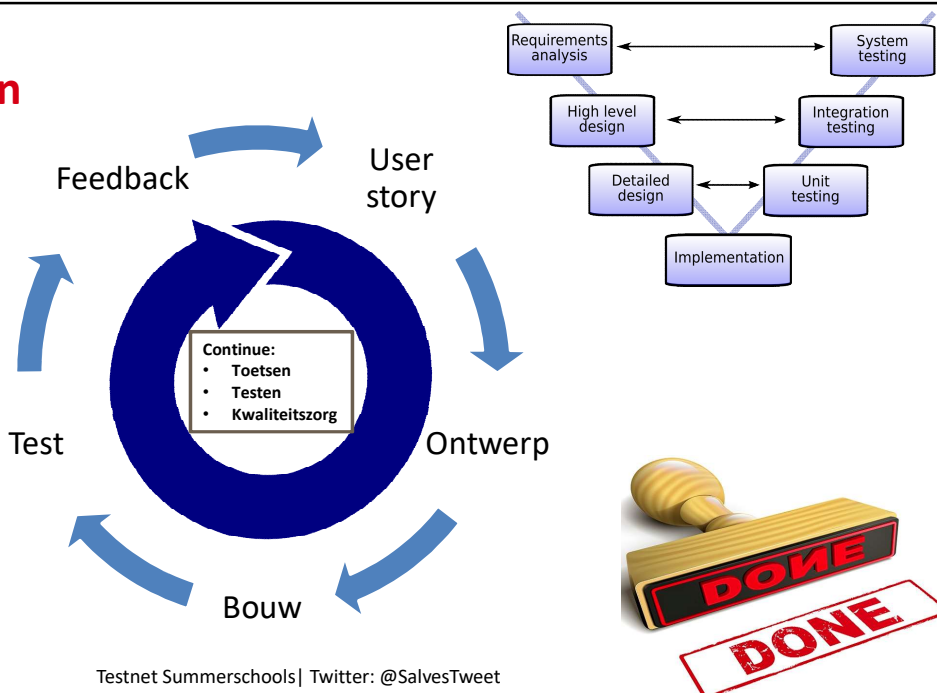 n
Requirements
analysis
System
testing
High level
design
Integration
testing
Detailed
design
Unit
testing
Implementation
Feedback
User
story
Continue:
• Toetsen
• Testen
• Kwaliteitszorg
Test
Ontwerp
Bouw
DONE
DONE
Testnet Summerschools| Twitter: @SalvesTweet